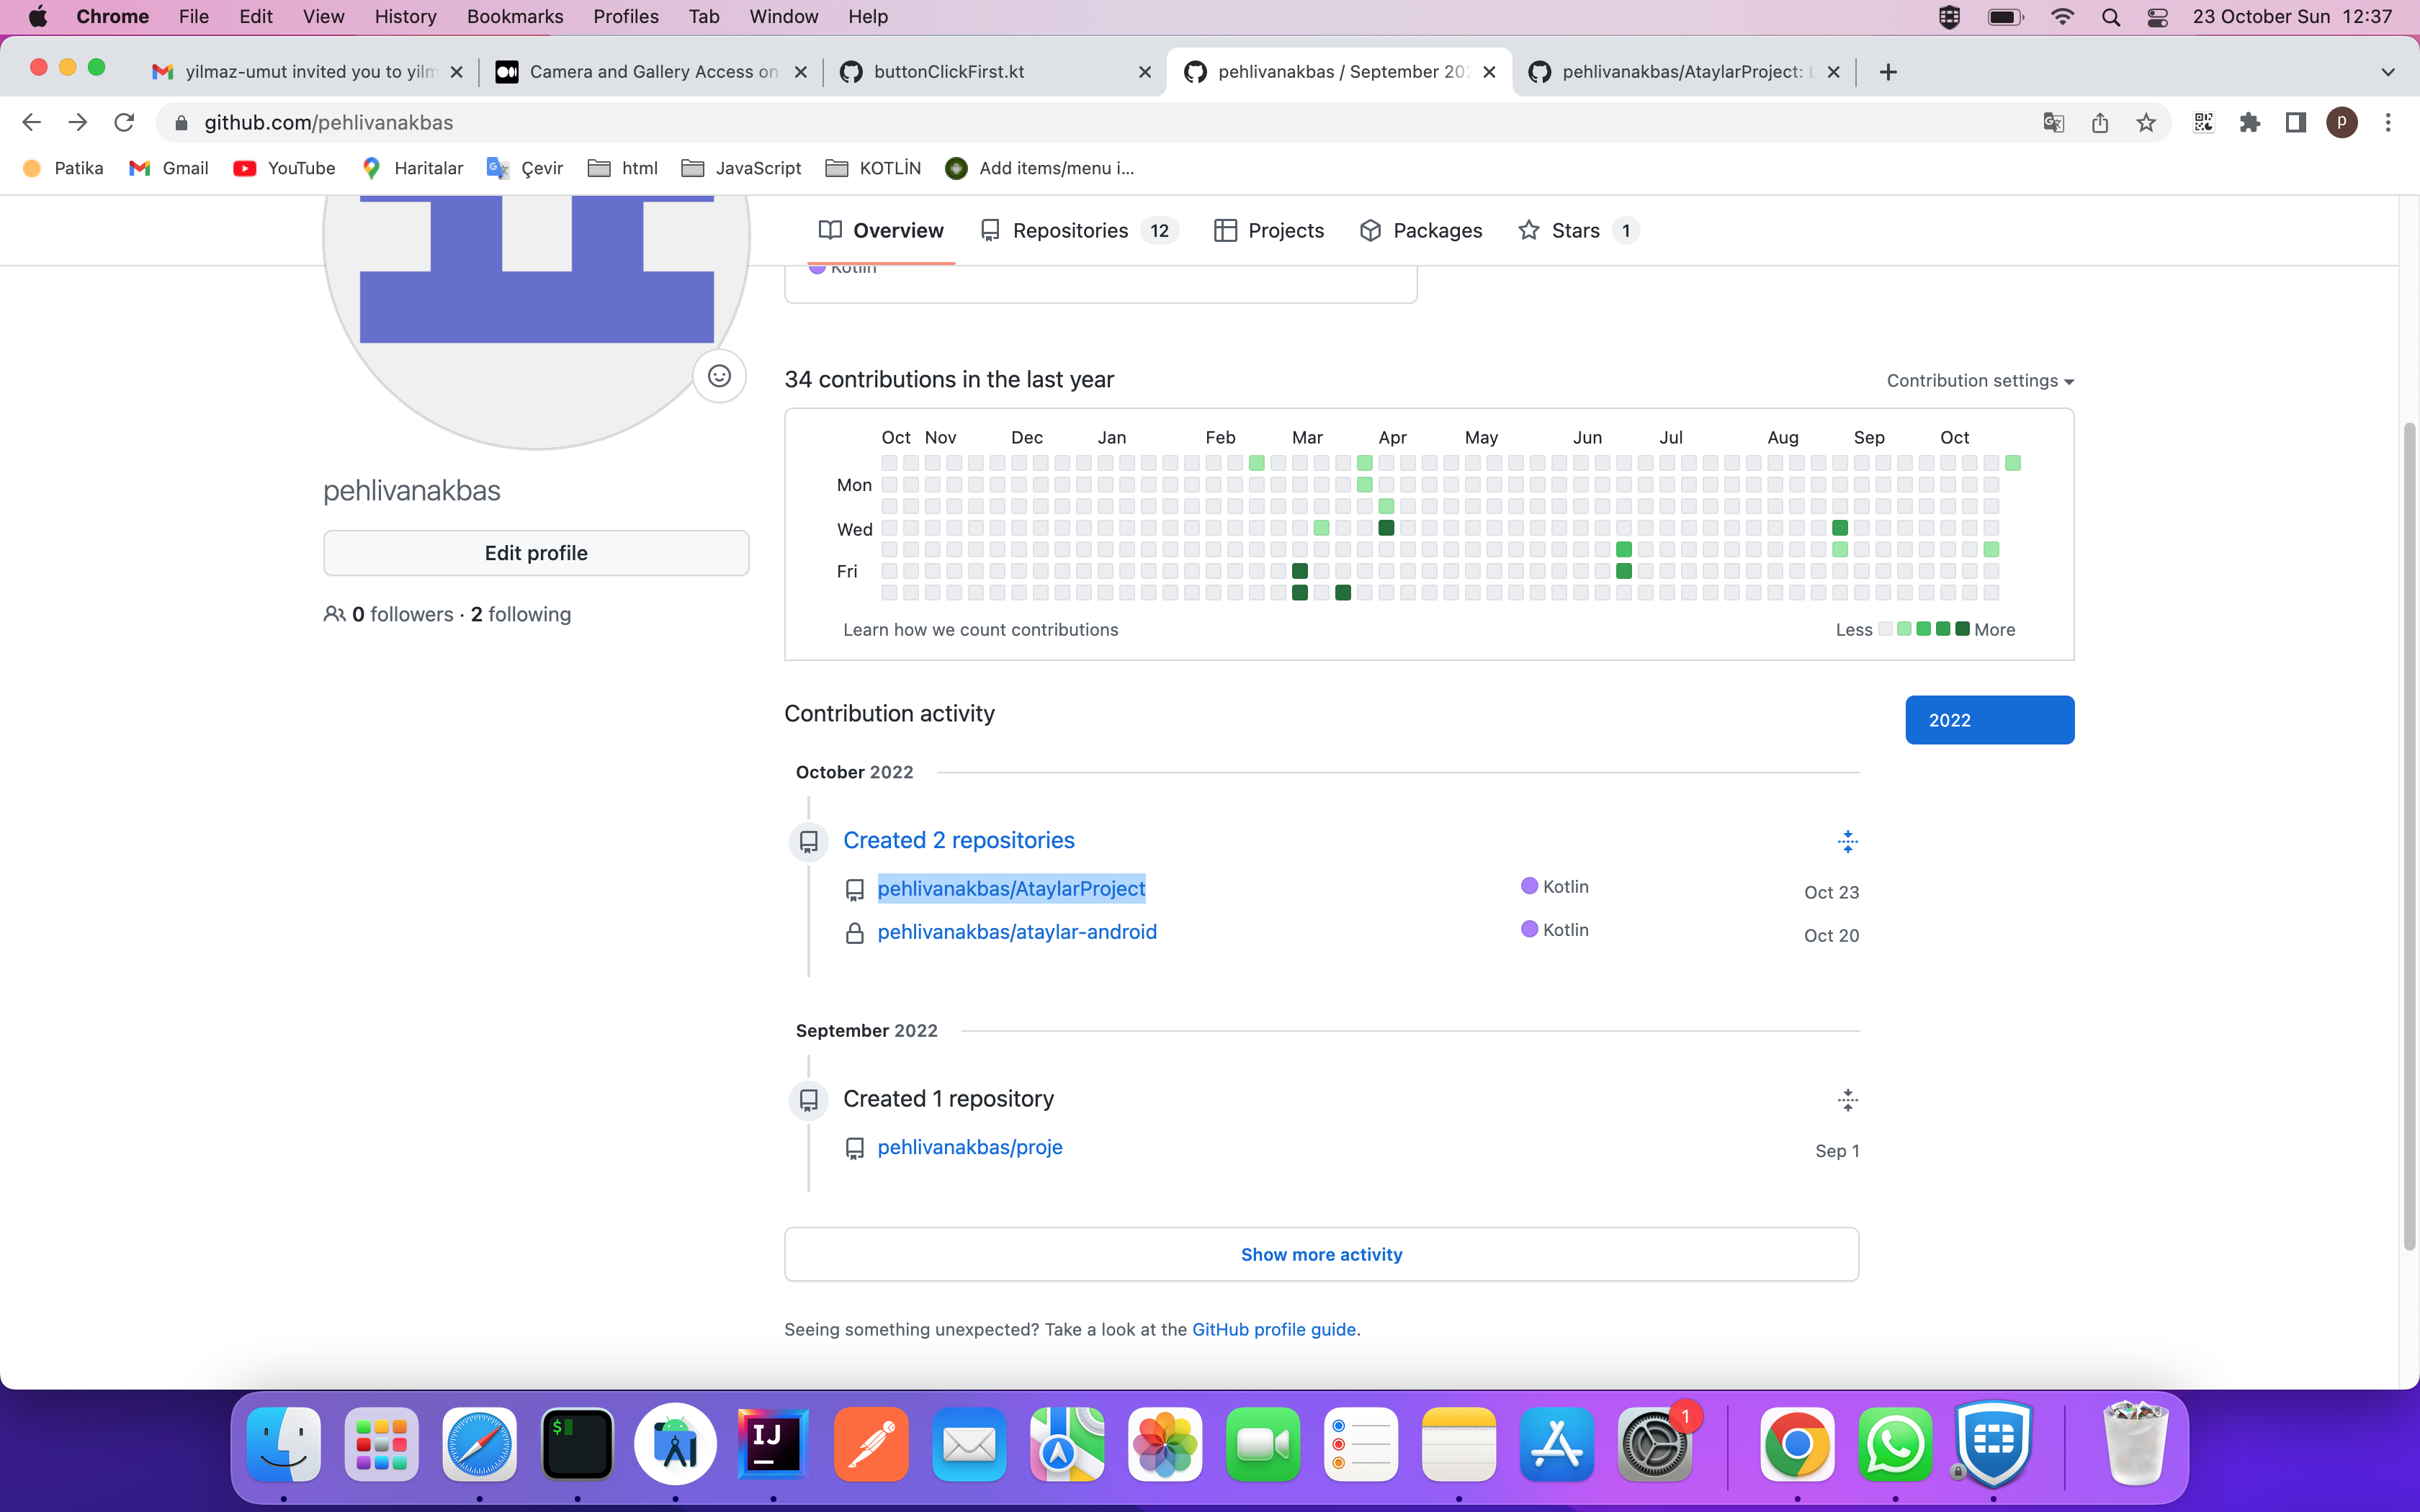 Chrome File Edit View History Bookmarks Profiles Tab Window Help 23 October Sun 12:37
yilmaz-umut invited you to yilm Camera and Gallery Access on buttonClickFirst.kt pehlivanakbas / September 202 pehlivanakbas/AtaylarProject:
github.com/pehlivanakbas P
Patika Gmail YouTube Haritalar Çevir html JavaScript KOTLİN Add items/menu i...
Overview Repositories 12 Projects Packages Stars 1
Kotlin
34 contributions in the last year
Contribution settings
Oct Nov Dec Jan Feb Mar Apr May Jun Jul Aug Sep Oct
Mon
Wed
Fri
Learn how we count contributions
Less More
pehlivanakbas
Edit profile
0 followers · 2 following
Contribution activity
2022
October 2022
Created 2 repositories
pehlivanakbas/AtaylarProject Kotlin Oct 23
pehlivanakbas/ataylar-android Kotlin Oct 20
September 2022
Created 1 repository
pehlivanakbas/proje Sep 1
Show more activity
Seeing something unexpected? Take a look at the GitHub profile guide.
$ IJ 1